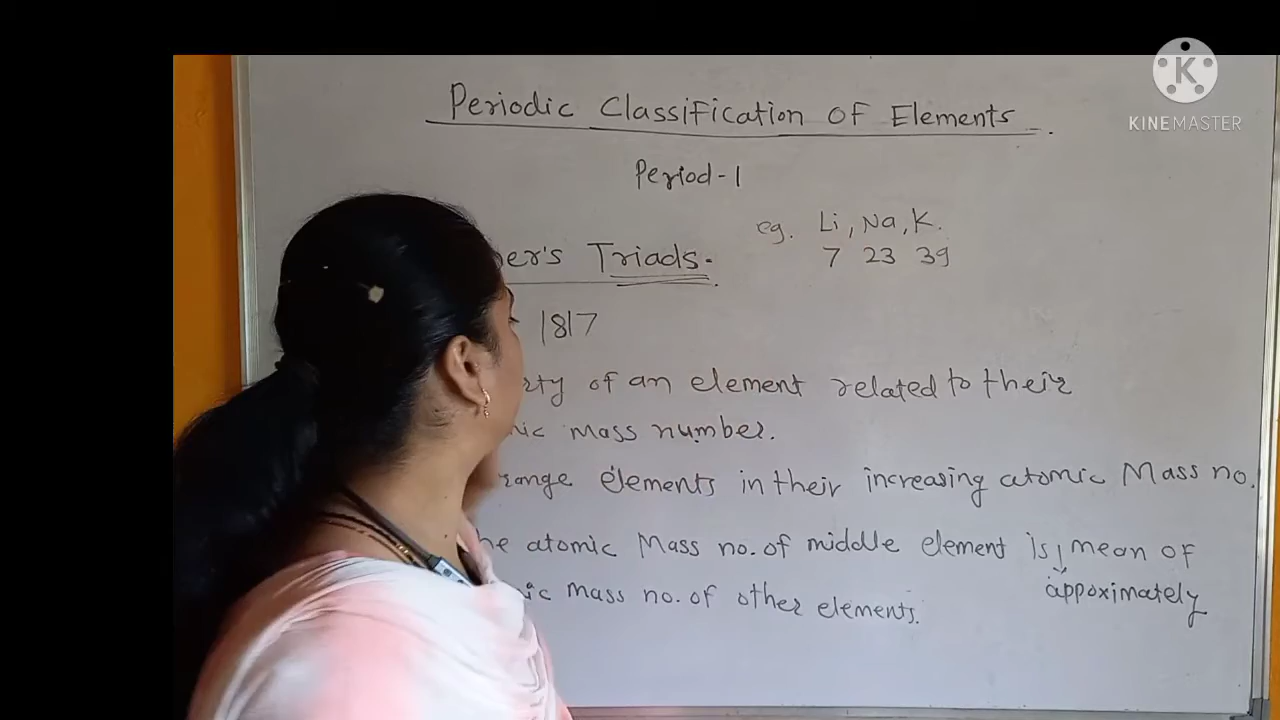 Periodic Classification Of Elements
KINEMASTER
Period-1
eg. Li, Na, K.
7 23 39
er's Triads.
1817
rty of an element related to their
ic Mass number.
range elements in their increasing atomic Mass no.
he atomic Mass no. of middle element is mean of
appoximately
ic mass no. of other elements.